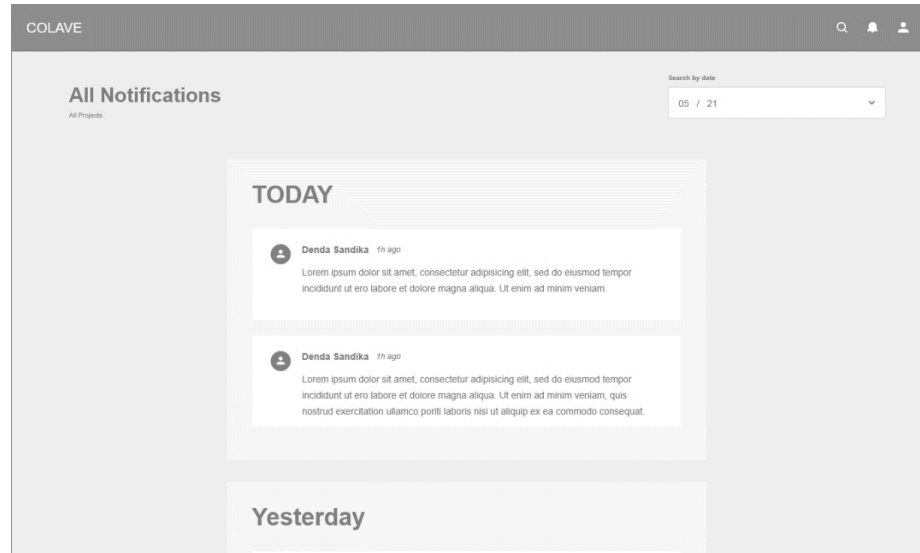 COLAVE
All Notifications
All Projects
Search by date
05 / 21
TODAY
Denda Sandika 1h ago
Lorem ipsum dolor sit amet, consectetur adipisicing elit, sed do eiusmod tempor
incididunt ut ero labore et dolore magna aliqua. Ut enim ad minim veniam.
Denda Sandika 1h ago
Lorem ipsum dolor sit amet, consectetur adipisicing elit, sed do eiusmod tempor
incididunt ut ero labore et dolore magna aliqua. Ut enim ad minim veniam, quis
nostrud exercitation ullamco poriti laboris nisi ut aliquip ex ea commodo consequat.
Yesterday